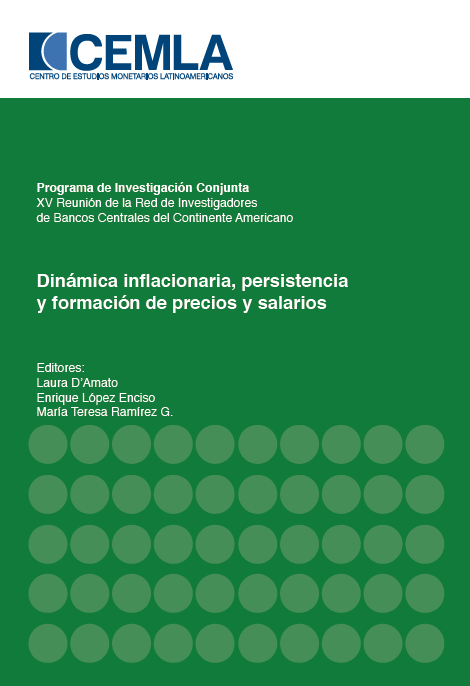 CEMLA
CENTRO DE ESTUDIOS MONETARIOS LATINOAMERICANOS
Programa de Investigación Conjunta
XV Reunión de la Red de Investigadores
de Bancos Centrales del Continente Americano
Dinámica inflacionaria, persistencia
y formación de precios y salarios
Editores:
Laura D'Amato
Enrique López Enciso
María Teresa Ramírez G.